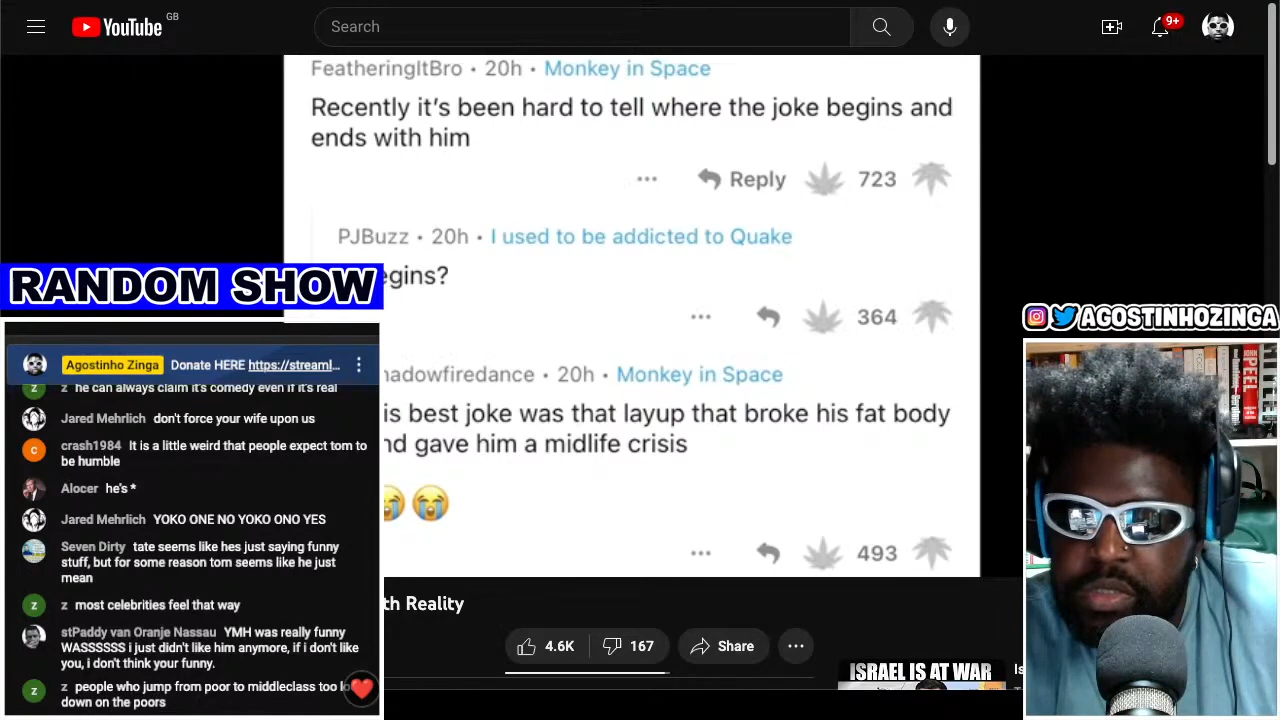 YouTube GB
Search
9+
FeatheringItBro • 20h • Monkey in Space
Recently it's been hard to tell where the joke begins and
ends with him
... Reply 723
PJBuzz • 20h • I used to be addicted to Quake
egins?
... 364
adowfiredance • 20h • Monkey in Space
is best joke was that layup that broke his fat body
nd gave him a midlife crisis
😭😭
... 493
th Reality
4.6K 167 Share ...
ISRAEL IS AT WAR
RANDOM SHOW
Agostinho Zinga Donate HERE https://streaml...
z he can always claim it's comedy even if it's real
Jared Mehrlich don't force your wife upon us
crash1984 It is a little weird that people expect tom to
be humble
Alocer he's *
Jared Mehrlich YOKO ONE NO YOKO ONO YES
Seven Dirty tate seems like hes just saying funny
stuff, but for some reason tom seems like he just
mean
z most celebrities feel that way
stPaddy van Oranje Nassau YMH was really funny
WASSSSSS i just didn't like him anymore, if i don't like
you, i don't think your funny.
z people who jump from poor to middleclass too lo
down on the poors
AGOSTINHOZINGA
PEEL